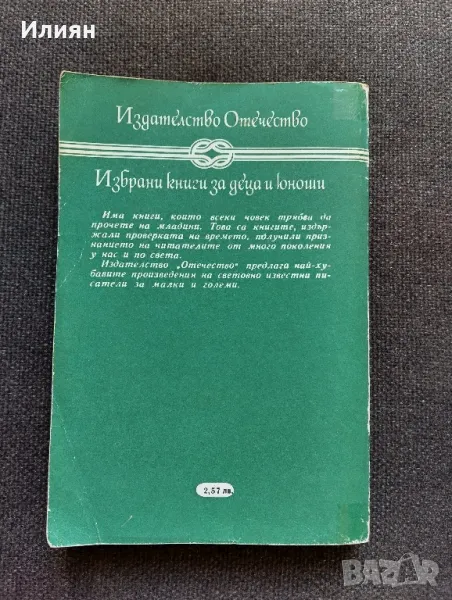 Илиян
Издателство Отечество
Избрани книги за деца и юноши
Има книги, които всеки човек трябва да
прочете на младини. Това са книгите, издър-
жали проверката на времето, получили приз-
нанието на читателите от много поколения
у нас и по света.
Издателство „Отечество“ предлага най-ху-
бавите произведения на световно известни пи-
сатели за малки и големи.
2,57 лв.
BAZAR